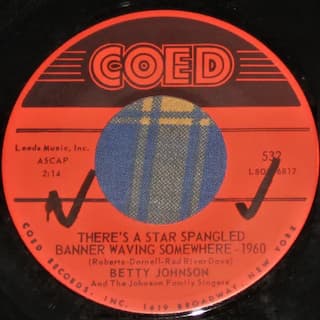 COED
Leeds Music, Inc.
ASCAP
2:14
532
THERE'S A STAR SPANGLED
BANNER WAVING SOMEWHERE - 1960
(Roberts-Darnell-Red River Dave)
BETTY JOHNSON
And The Johnson Family Singers
COED RECORDS, INC. 1619 BROADWAY, NEW YORK